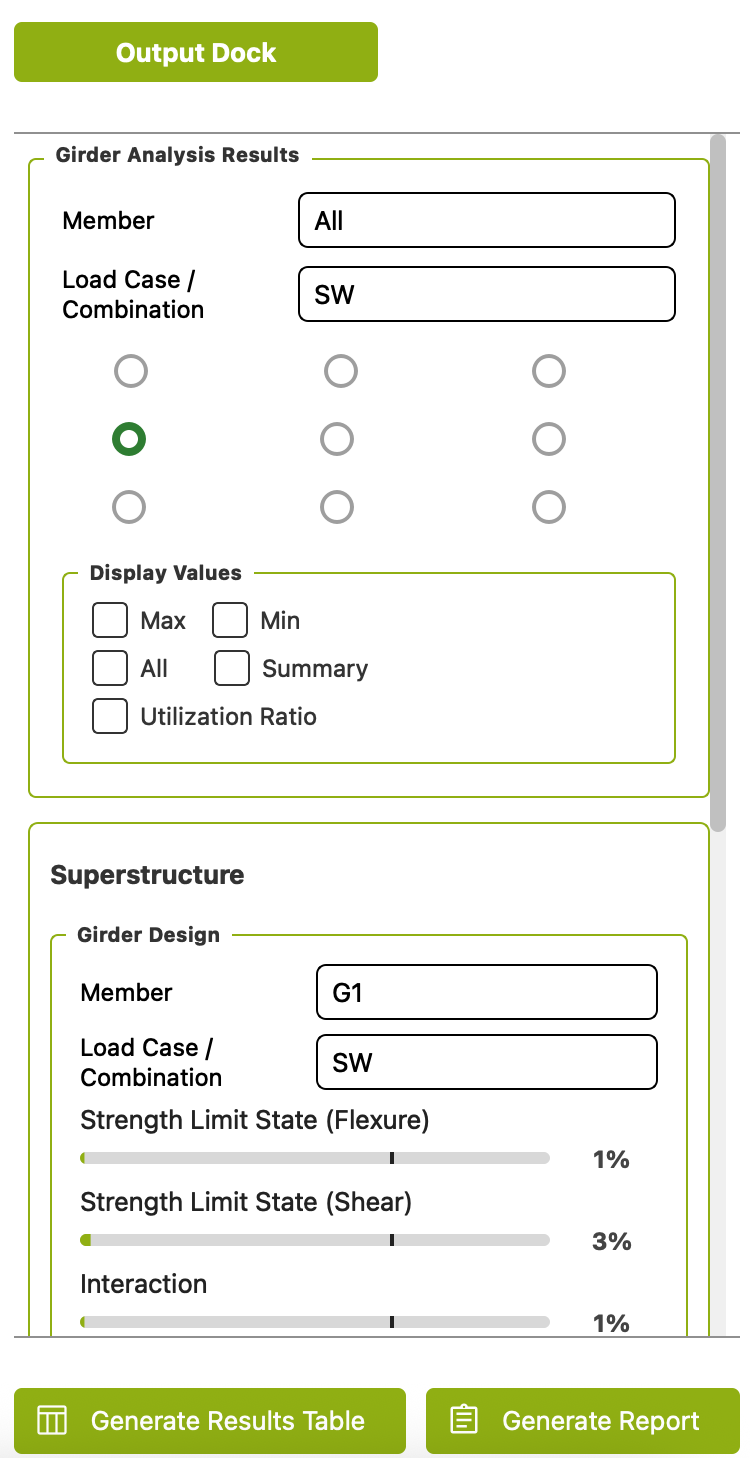 Output Dock
Girder Analysis Results
Member
All
Load Case /
Combination
SW
Display Values
Max Min
All Summary
Utilization Ratio
Superstructure
Girder Design
Member
G1
Load Case /
Combination
SW
Strength Limit State (Flexure)
1%
Strength Limit State (Shear)
3%
Interaction
1%
Generate Results Table
Generate Report